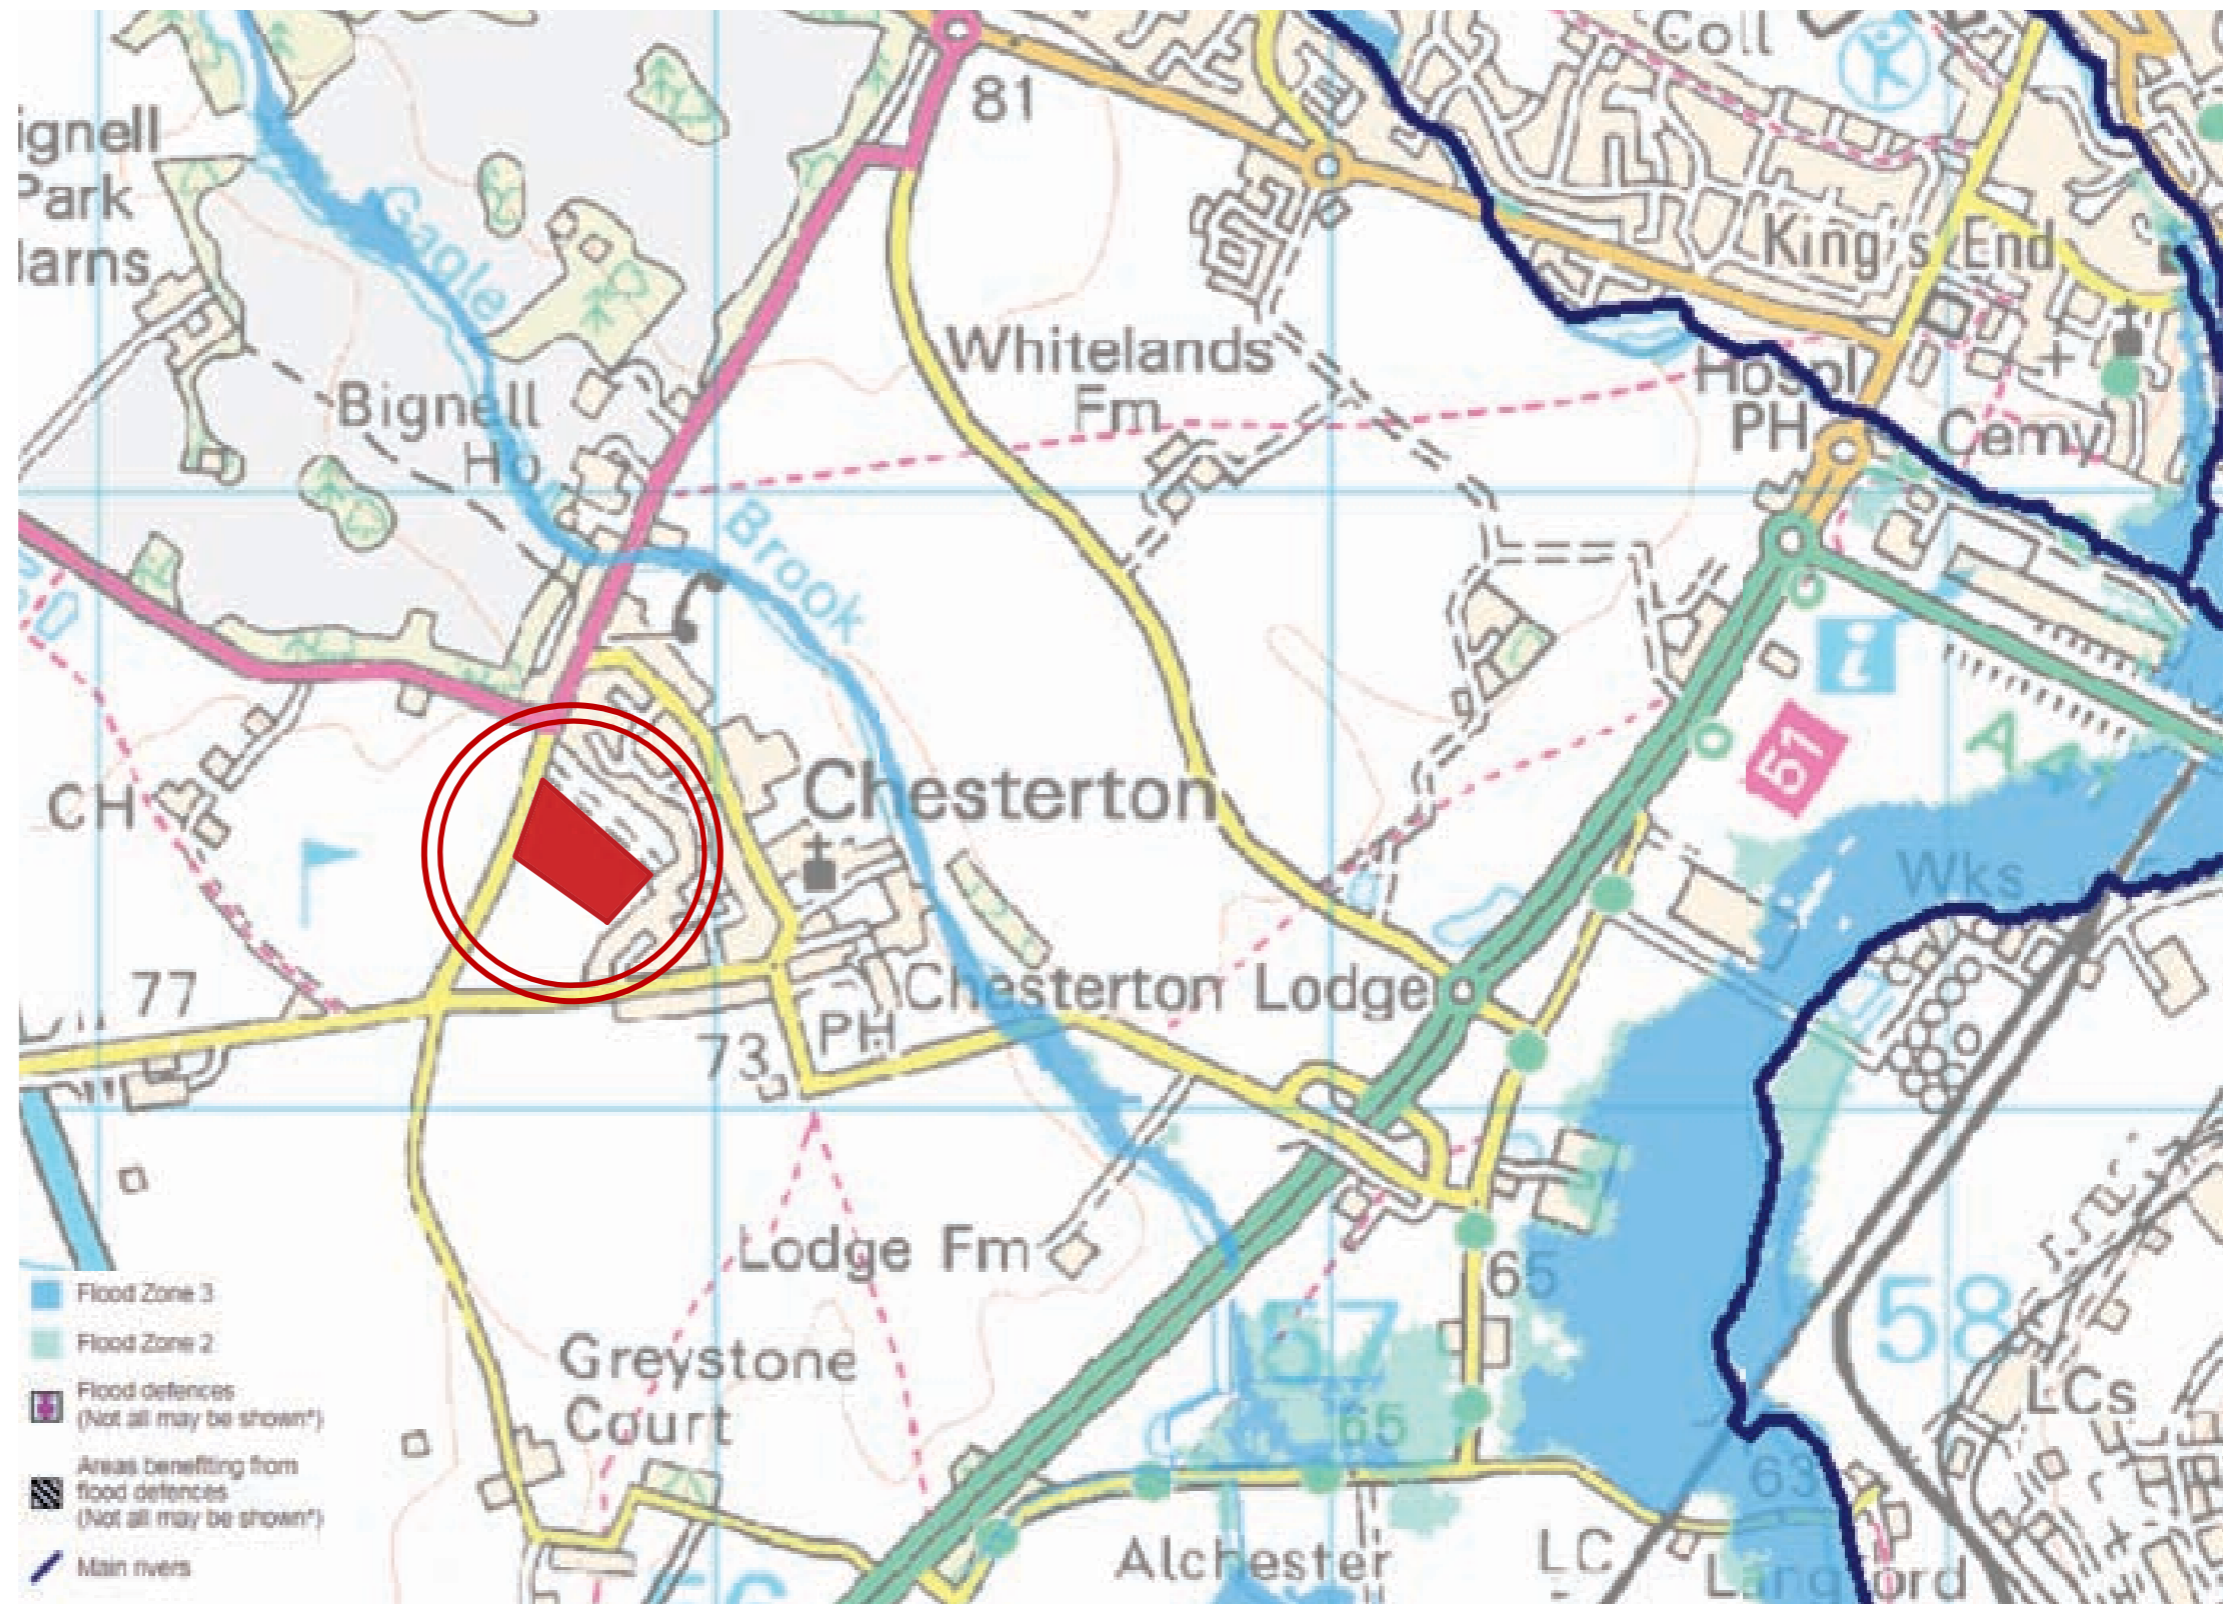 Coll
81
ignell
Park
arns
Gagle
King's End
Whitelands
Fm
Hospl
PH
Cemy
Bignell
Ho
Brook
i
51
A
Chesterton
CH
Wks
77
Chesterton Lodge
PH
73
Lodge Fm
65
57
58
Greystone
Court
LCs
65
63
Alchester
LC
Langford
Flood Zone 3
Flood Zone 2
Flood defences
(Not all may be shown*)
Areas benefiting from
flood defences
(Not all may be shown*)
Main rivers